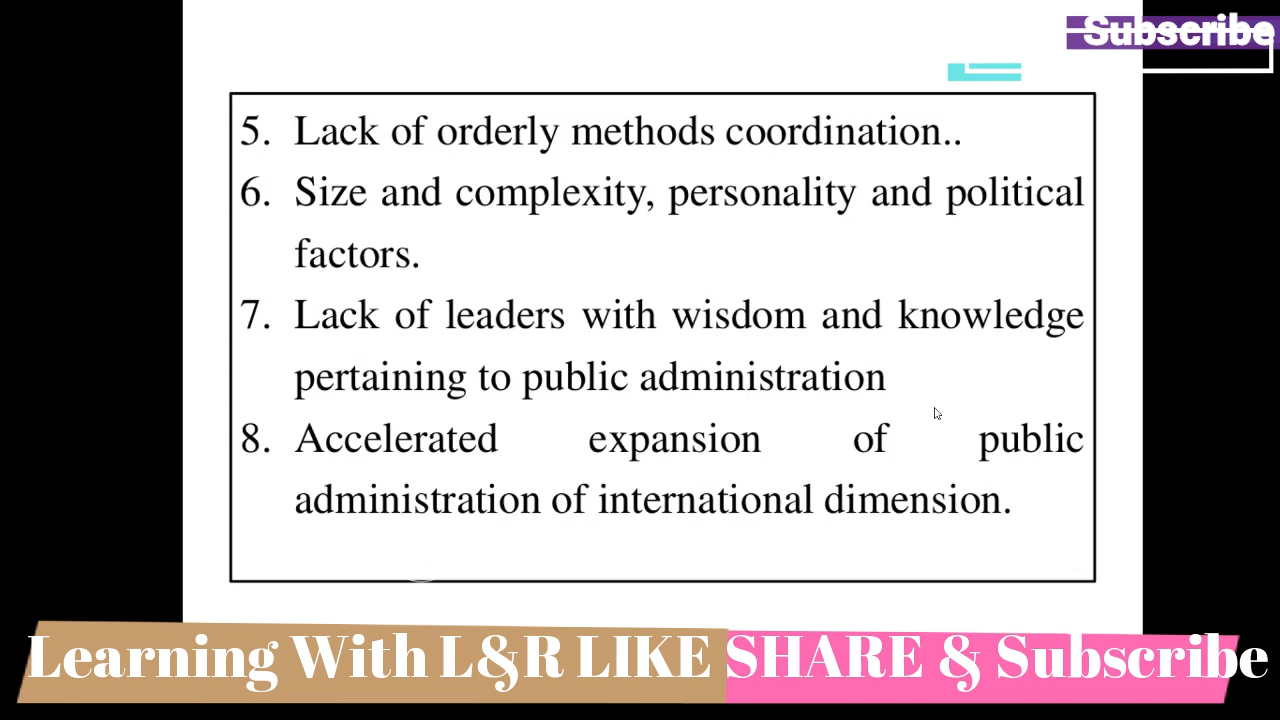 Subscribe
5. Lack of orderly methods coordination..
6. Size and complexity, personality and political
factors.
7. Lack of leaders with wisdom and knowledge
pertaining to public administration
8. Accelerated expansion of public
administration of international dimension.
Learning With L&R LIKE SHARE & Subscribe